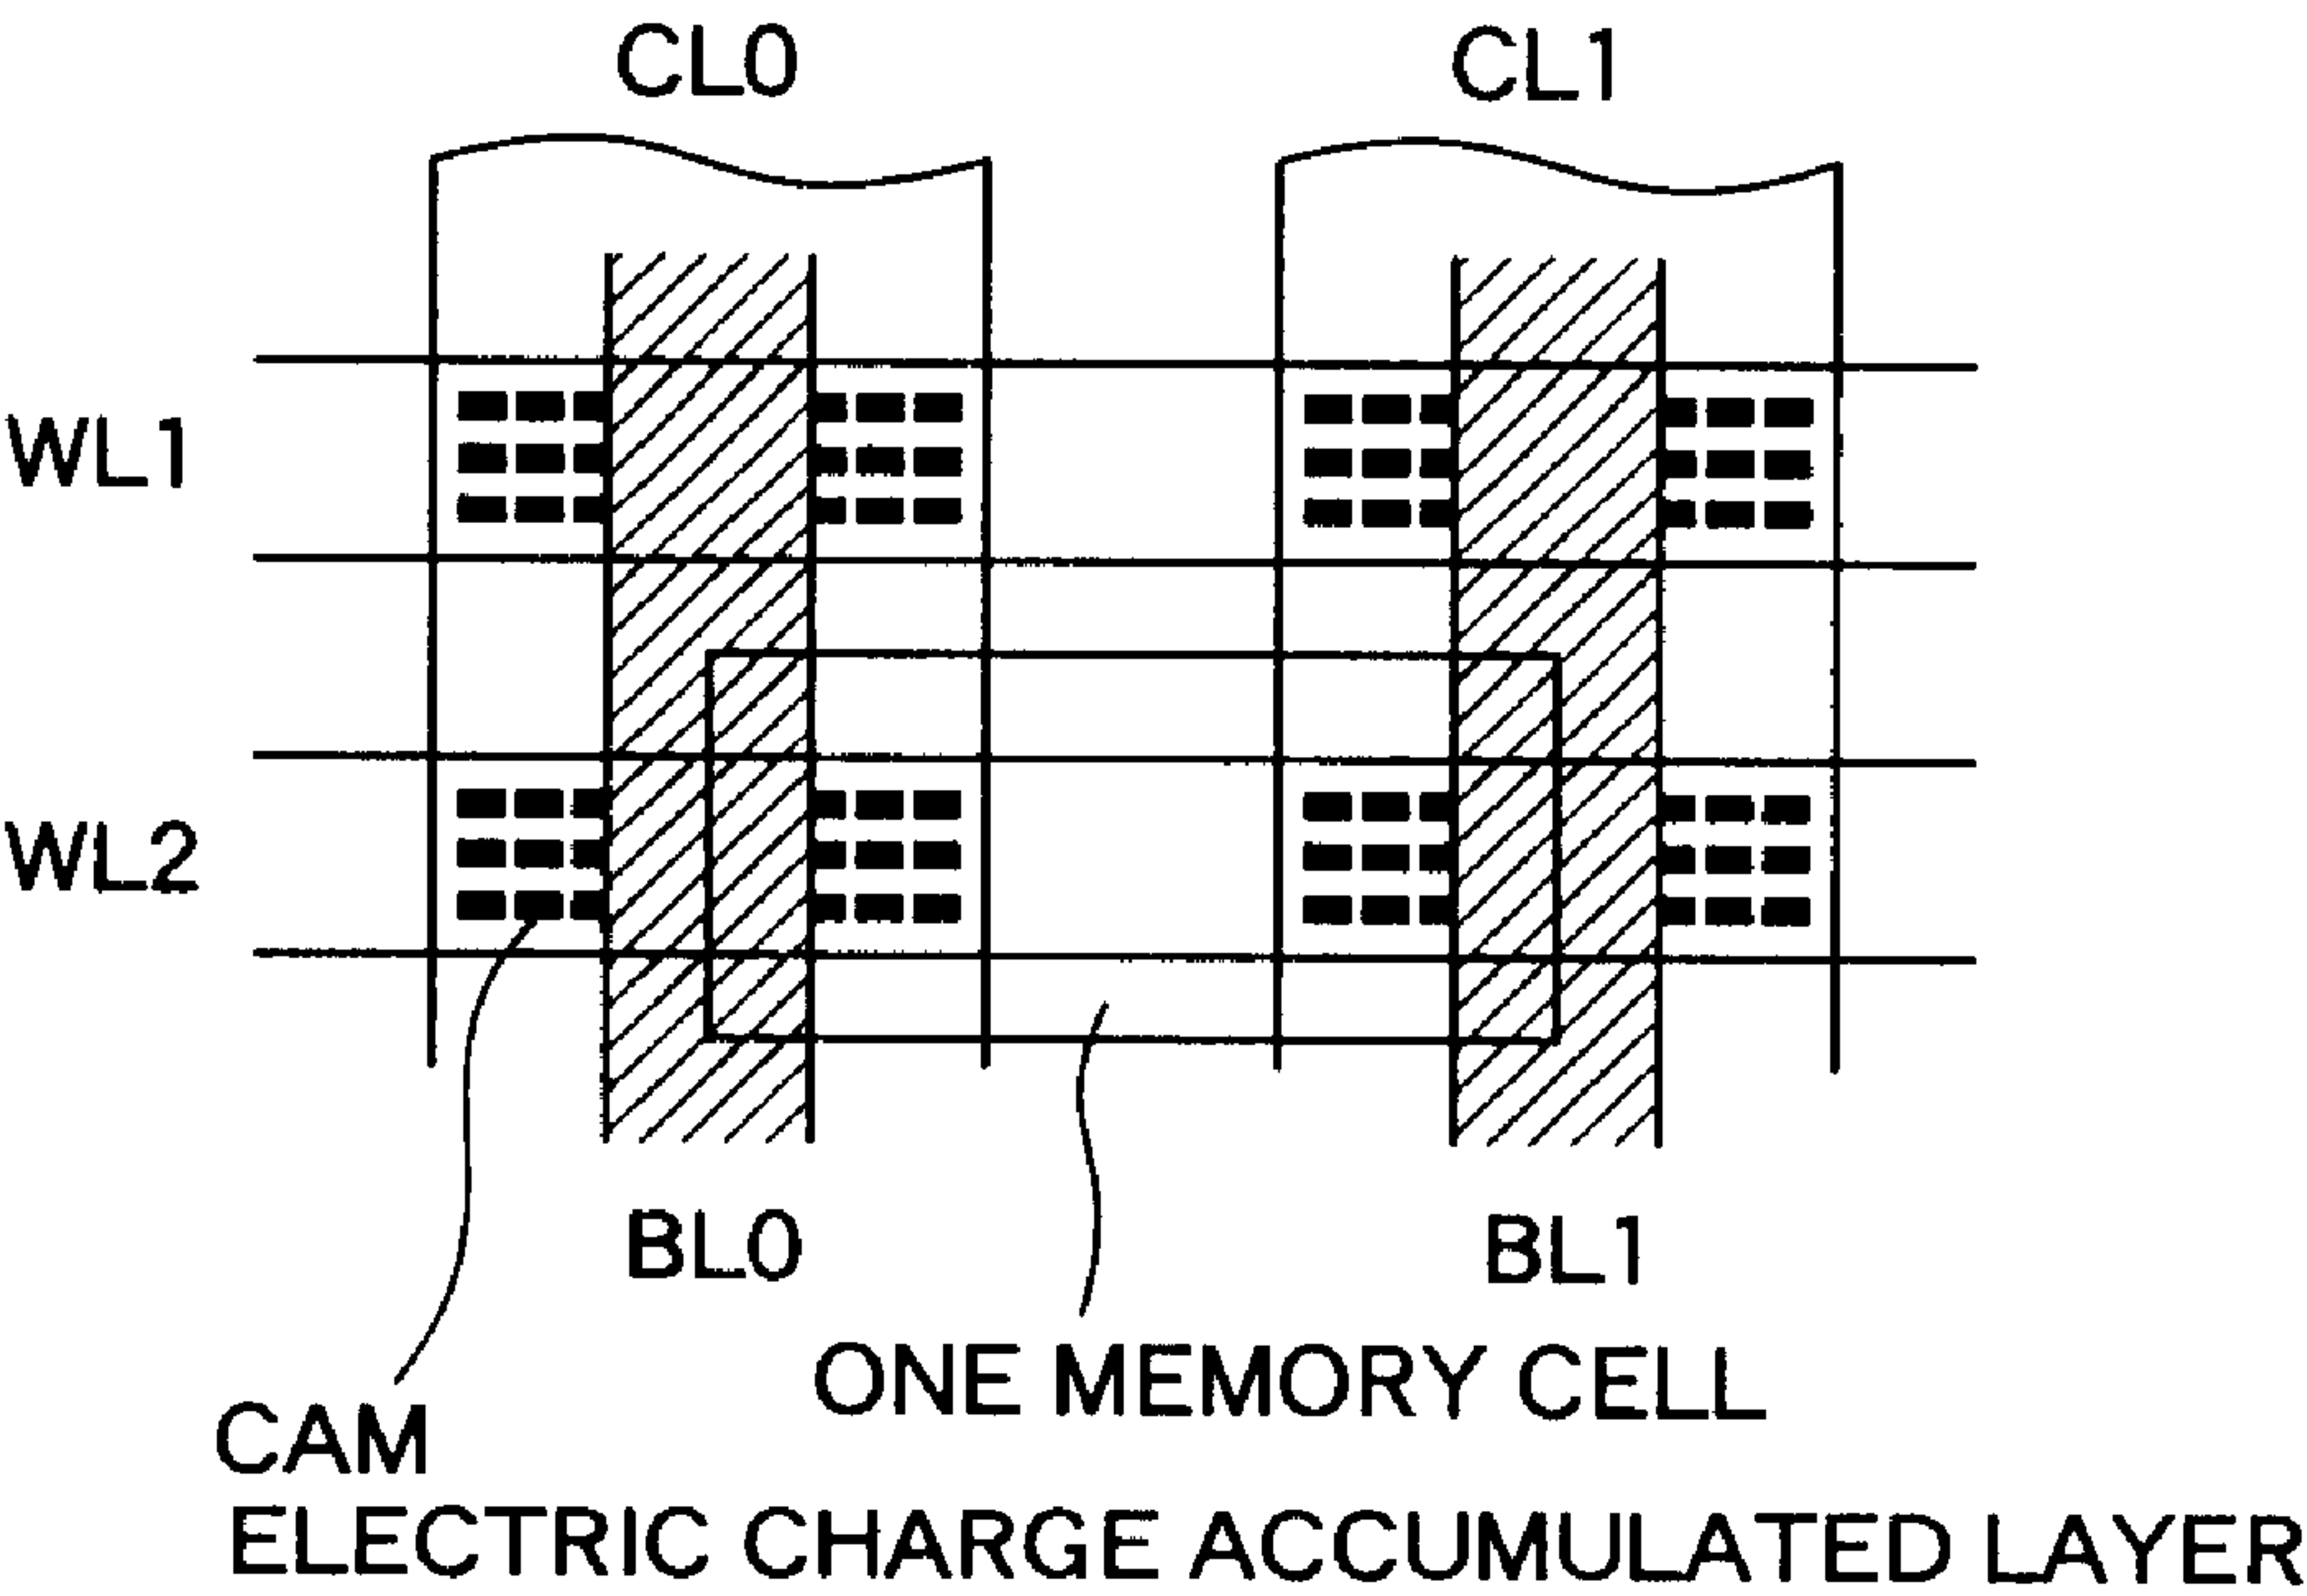 CL0 CL1
WL1
WL2
BL0 BL1
ONE MEMORY CELL
CAM
ELECTRIC CHARGE ACCUMULATED LAYER